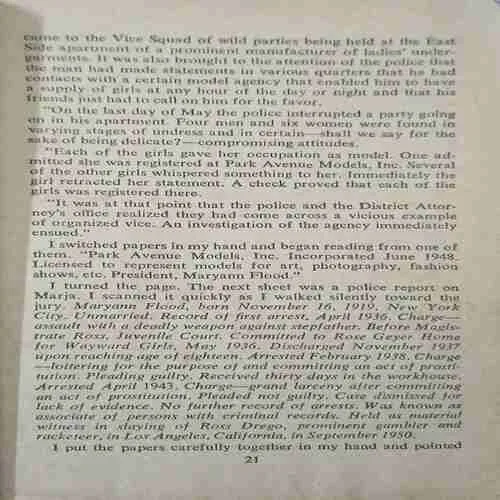 came to the Vice Squad of wild parties being held at the East
Side apartment of a prominent manufacturer of ladies' under-
garments. It was also brought to the attention of the police that
the man had made statements in various quarters that he had
contacts with a certain model agency that enabled him to have
a supply of girls at any hour of the day or night and that his
friends just had to call on him for the favor.
"On the last day of May the police interrupted a party going
on in his apartment. Four men and six women were found in
varying stages of undress and in certain—shall we say for the
sake of being delicate?—compromising attitudes.
"Each of the girls gave her occupation as model. One ad-
mitted she was registered at Park Avenue Models, Inc. Several
of the other girls whispered something to her. Immediately the
girl retracted her statement. A check proved that each of the
girls was registered there.
"It was at that point that the police and the District Attor-
ney's office realized they had come across a vicious example
of organized vice. An investigation of the agency immediately
ensued."
I switched papers in my hand and began reading from one of
them. "Park Avenue Models, Inc. Incorporated June 1948.
Licensed to represent models for art, photography, fashion
shows, etc. President, Maryann Flood."
I turned the page. The next sheet was a police report on
Marja. I scanned it quickly as I walked silently toward the
jury. Maryann Flood, born November 16, 1919, New York
City. Unmarried. Record of first arrest, April 1936. Charge—
assault with a deadly weapon against stepfather. Before Magis-
trate Ross, Juvenile Court. Committed to Rose Geyer Home
for Wayward Girls, May 1936. Discharged November 1937
upon reaching age of eighteen. Arrested February 1938. Charge
—loitering for the purpose of and committing an act of prosti-
tution. Pleading guilty. Received thirty days in the workhouse.
Arrested April 1943. Charge—grand larceny after committing
an act of prostitution. Pleaded not guilty. Case dismissed for
lack of evidence. No further record of arrests. Was known as
associate of persons with criminal records. Held as material
witness in slaying of Ross Drego, prominent gambler and
racketeer, in Los Angeles, California, in September 1950.
I put the papers carefully together in my hand and pointed
21